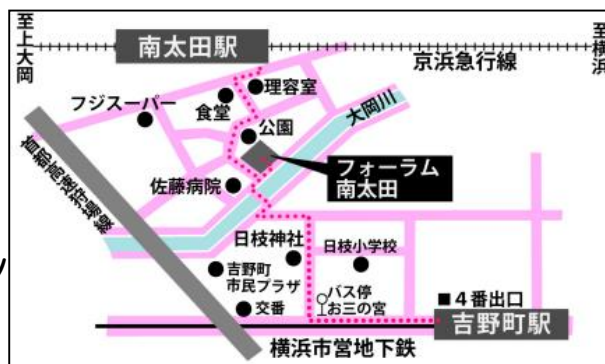 至上大岡
南太田駅
至横浜
京浜急行線
理容室
食堂
フジスーパー
公園
大岡川
フォーラム
南太田
佐藤病院
首都高速狩場線
日枝神社
日枝小学校
吉野町
市民プラザ
バス停
お三の宮
交番
■4番出口
吉野町駅
横浜市営地下鉄